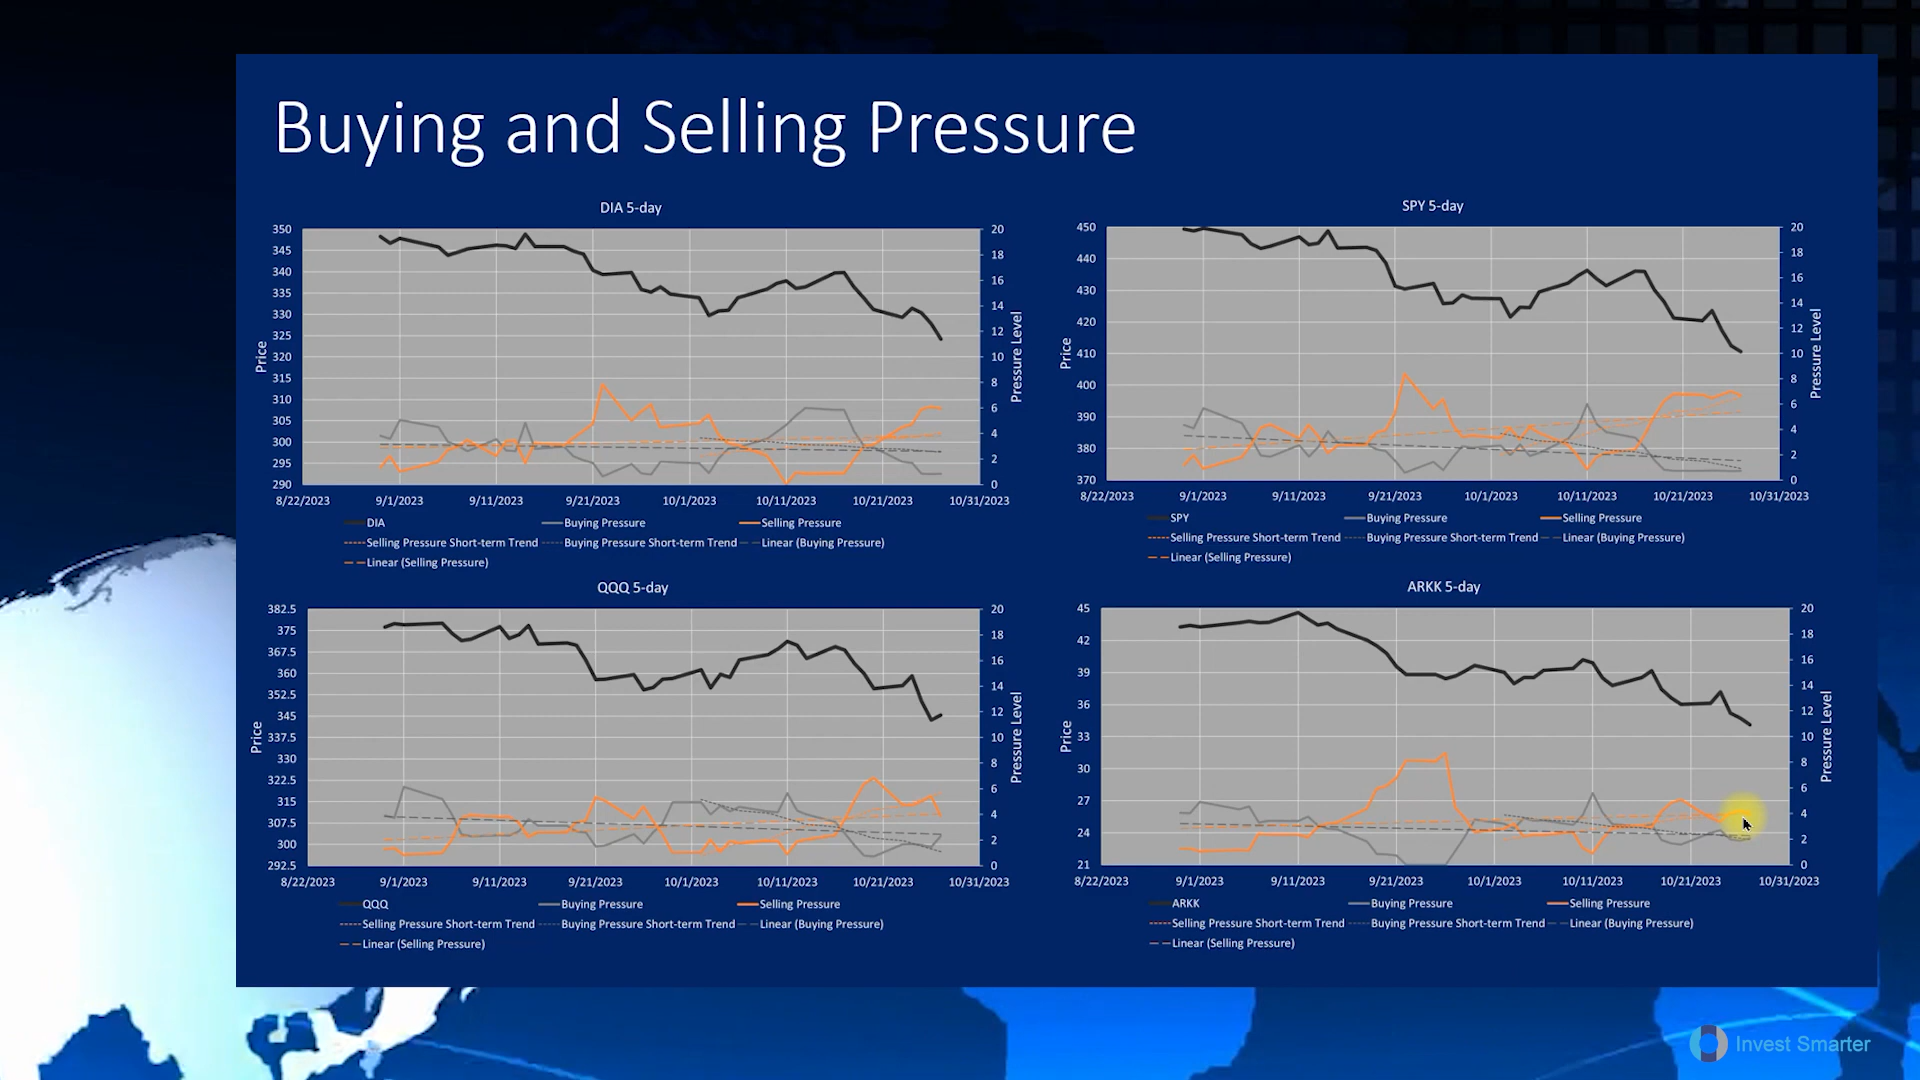 Buying and Selling Pressure
DIA 5-day
350
345
340
335
330
325
320
315
310
305
300
295
290
Price
20
18
16
14
12
10
8
6
4
2
0
Pressure Level
8/22/2023 9/1/2023 9/11/2023 9/21/2023 10/1/2023 10/11/2023 10/21/2023 10/31/2023
DIA Buying Pressure Selling Pressure
Selling Pressure Short-term Trend Buying Pressure Short-term Trend Linear (Buying Pressure)
Linear (Selling Pressure)
SPY 5-day
450
440
430
420
410
400
390
380
370
Price
20
18
16
14
12
10
8
6
4
2
0
Pressure Level
8/22/2023 9/1/2023 9/11/2023 9/21/2023 10/1/2023 10/11/2023 10/21/2023 10/31/2023
SPY Buying Pressure Selling Pressure
Selling Pressure Short-term Trend Buying Pressure Short-term Trend Linear (Buying Pressure)
Linear (Selling Pressure)
QQQ 5-day
382.5
375
367.5
360
352.5
345
337.5
330
322.5
315
307.5
300
292.5
Price
20
18
16
14
12
10
8
6
4
2
0
Pressure Level
8/22/2023 9/1/2023 9/11/2023 9/21/2023 10/1/2023 10/11/2023 10/21/2023 10/31/2023
QQQ Buying Pressure Selling Pressure
Selling Pressure Short-term Trend Buying Pressure Short-term Trend Linear (Buying Pressure)
Linear (Selling Pressure)
ARKK 5-day
45
42
39
36
33
30
27
24
21
Price
20
18
16
14
12
10
8
6
4
2
0
Pressure Level
8/22/2023 9/1/2023 9/11/2023 9/21/2023 10/1/2023 10/11/2023 10/21/2023 10/31/2023
ARKK Buying Pressure Selling Pressure
Selling Pressure Short-term Trend Buying Pressure Short-term Trend Linear (Buying Pressure)
Linear (Selling Pressure)
Invest Smarter